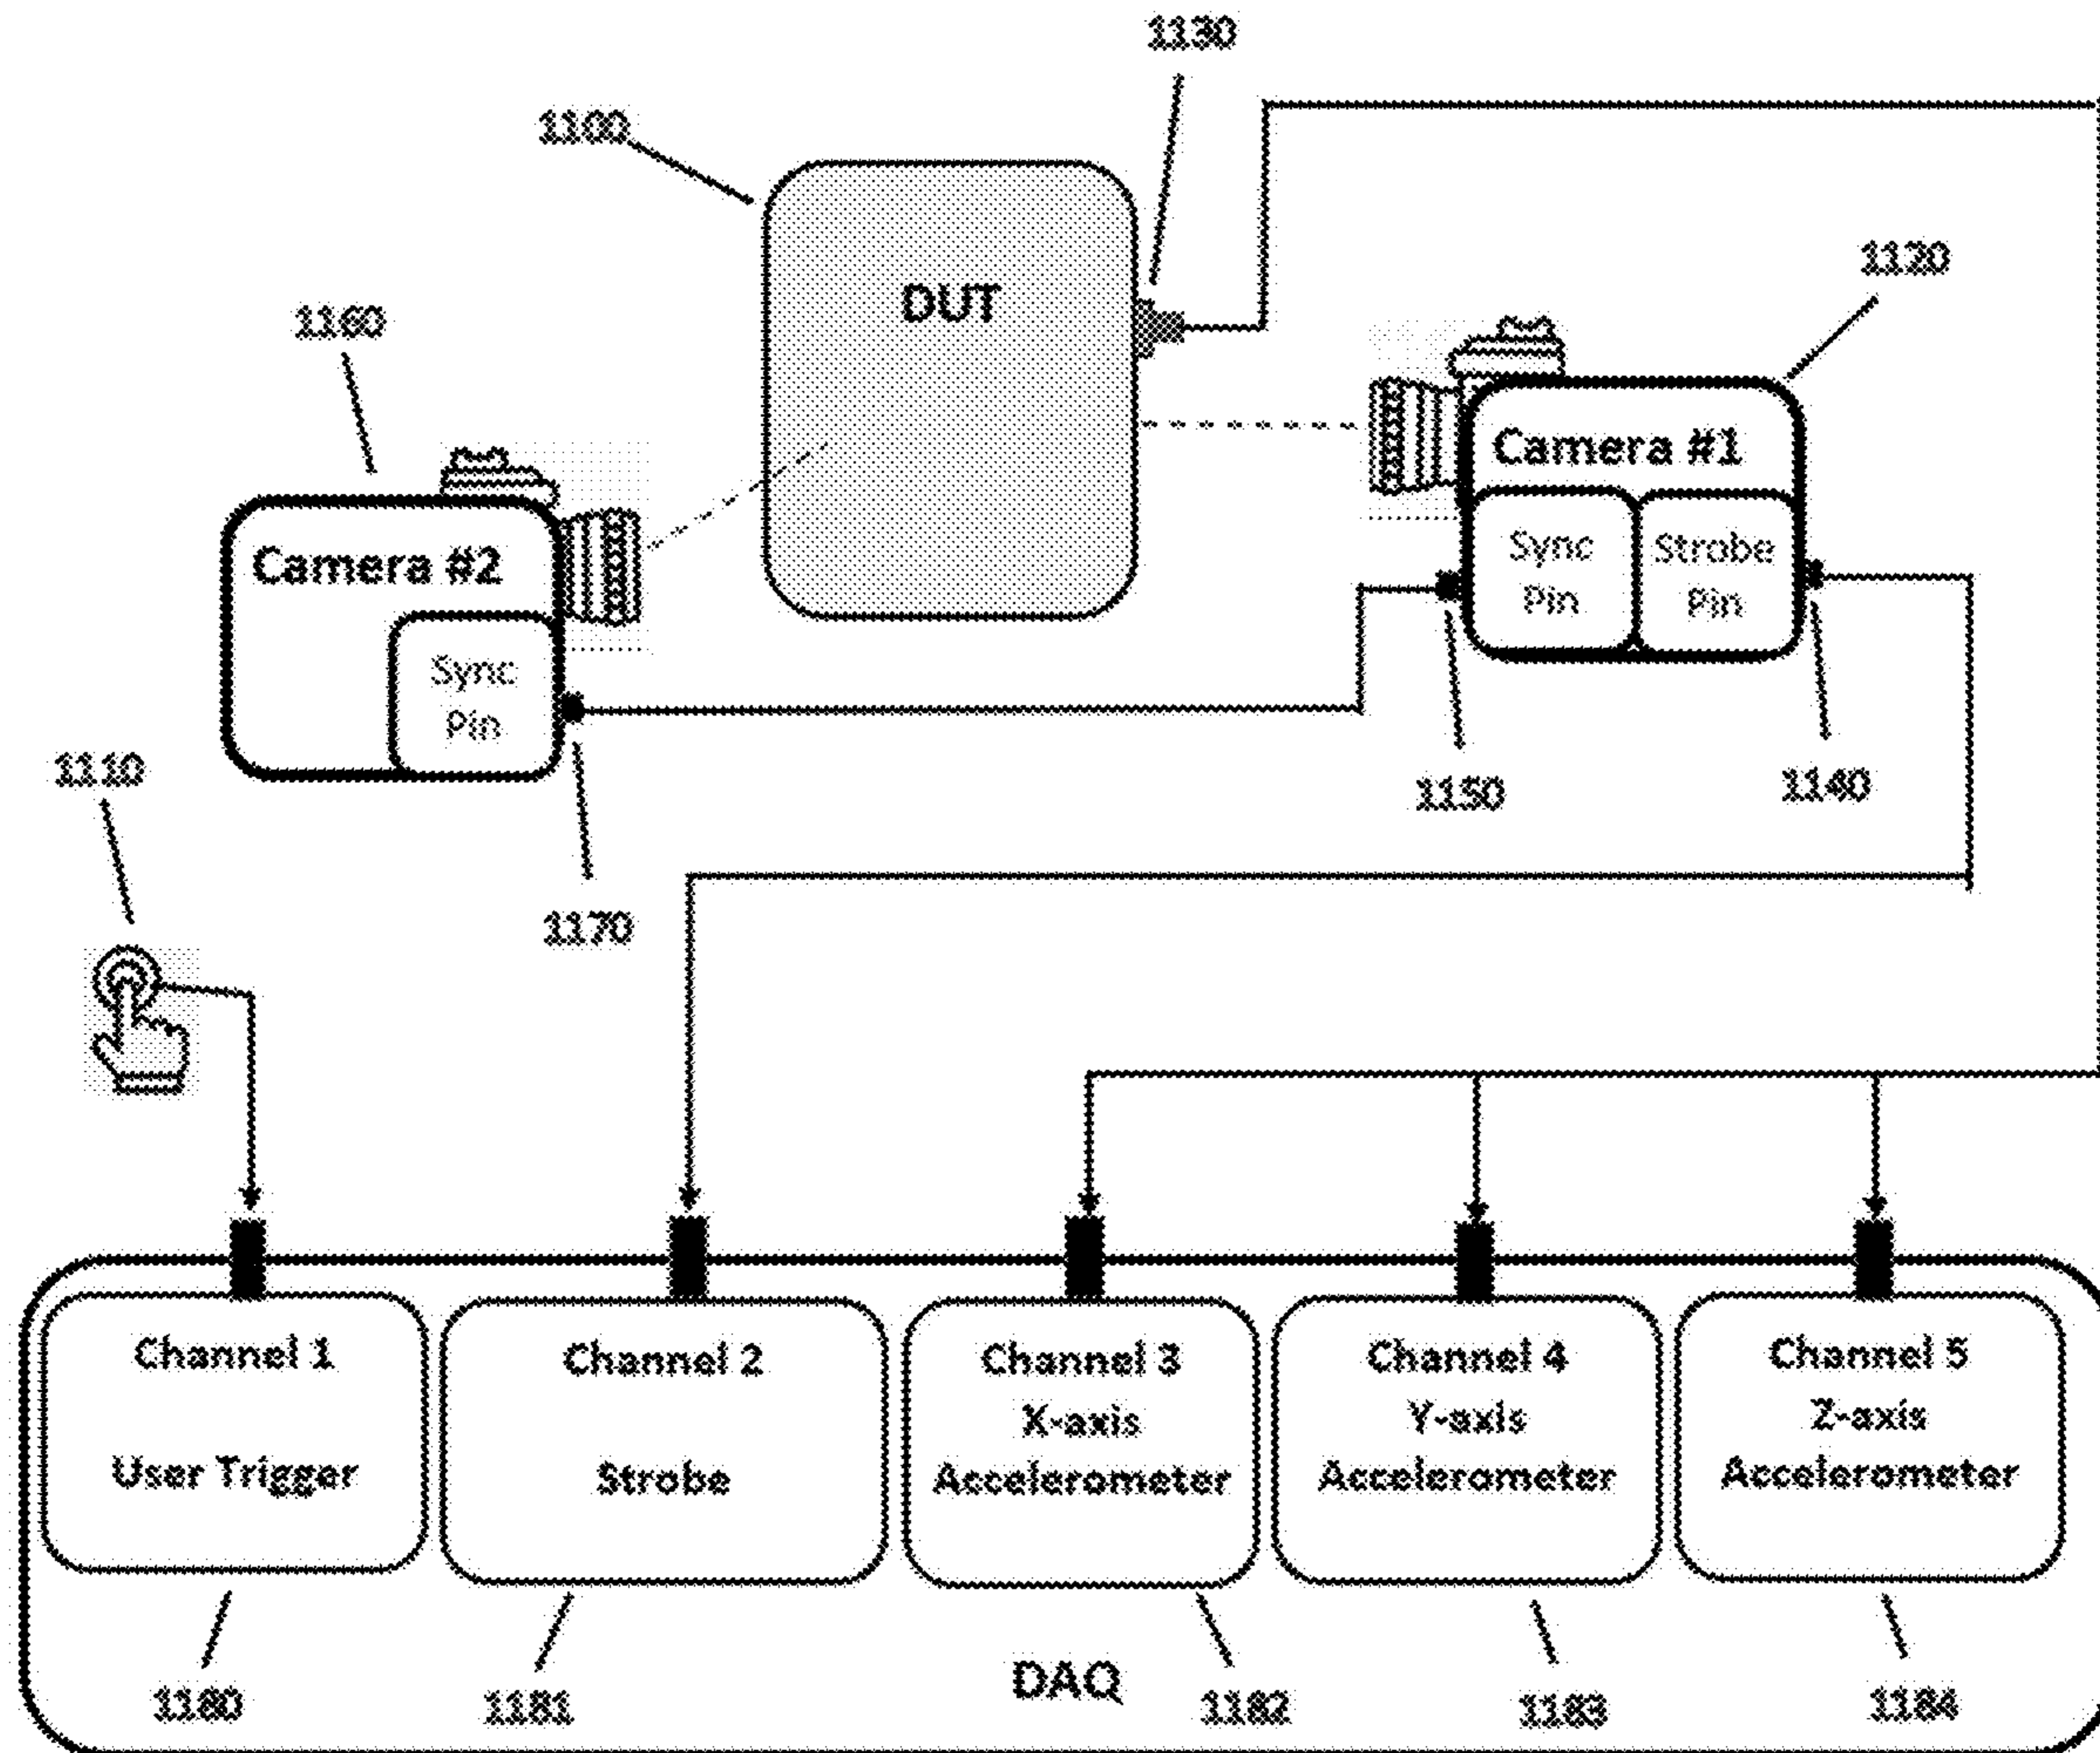 1130
1100
DUT
1120
1160
Camera #1
Sync
Pin
Strobe
Pin
Camera #2
Sync
Pin
1110
1150
1140
1170
Channel 1
User Trigger
Channel 2
Strobe
Channel 3
X-axis
Accelerometer
Channel 4
Y-axis
Accelerometer
Channel 5
Z-axis
Accelerometer
DAQ
1180
1181
1182
1183
1184